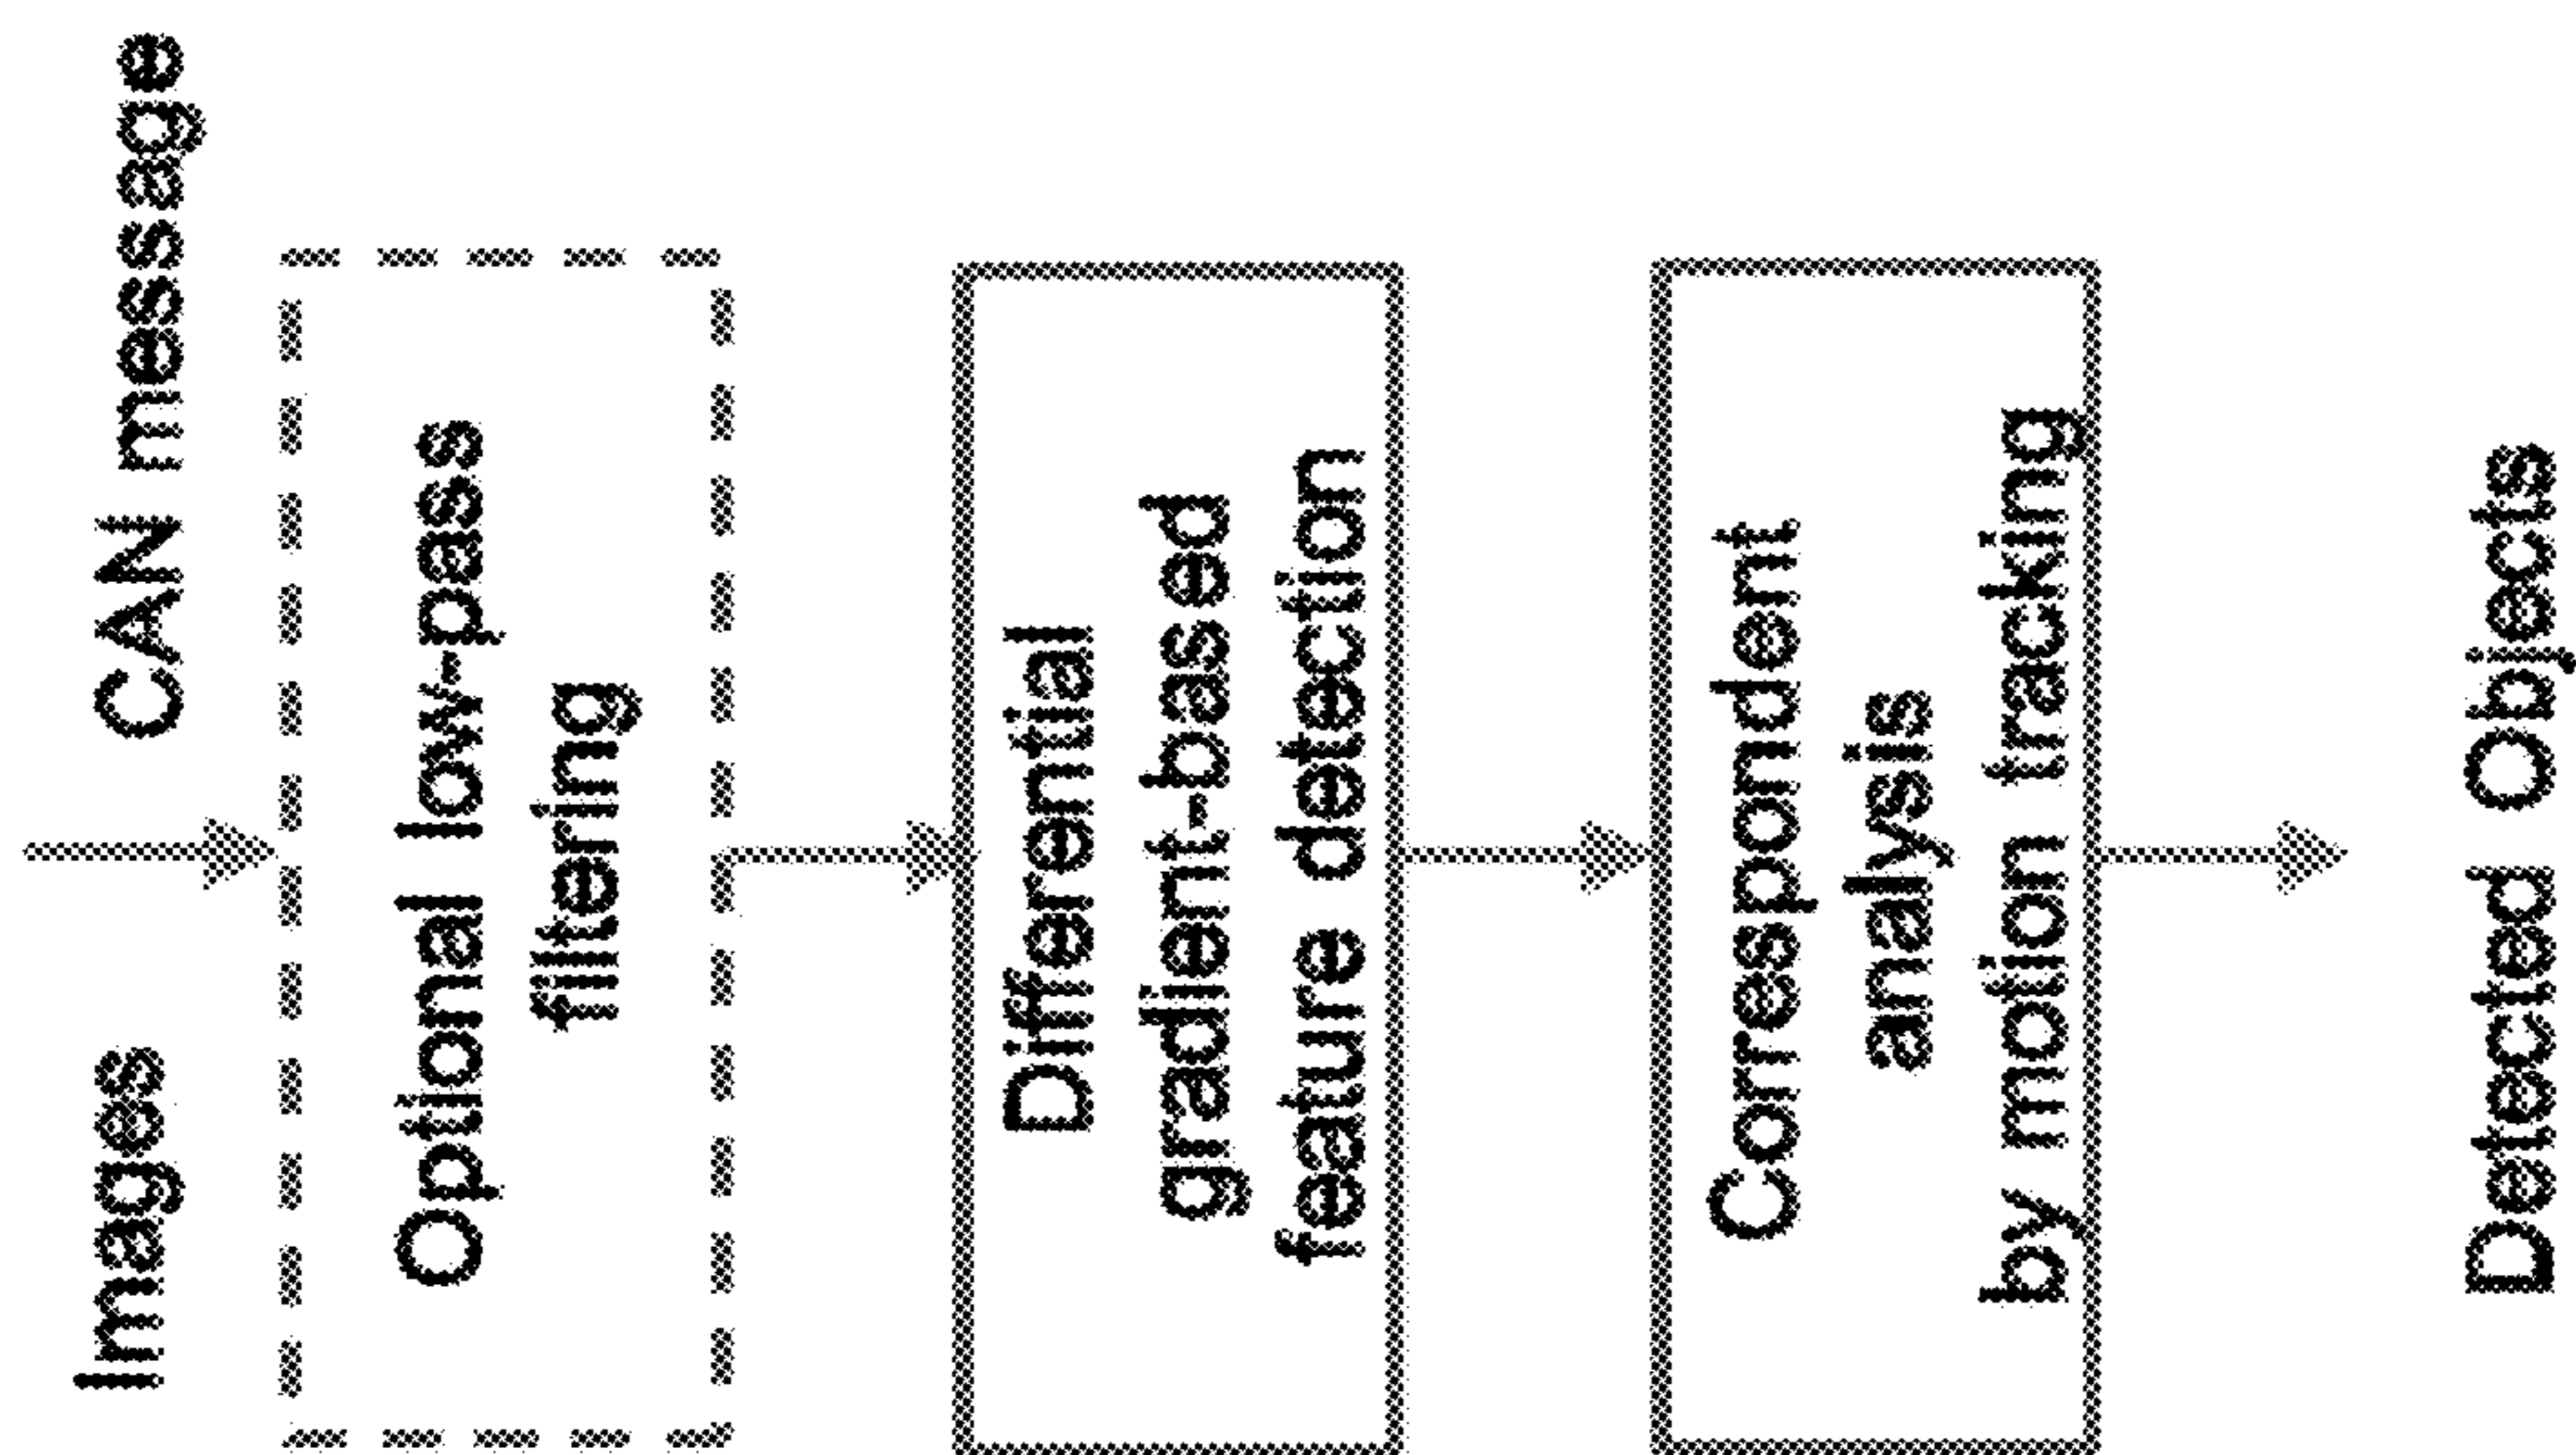 Images CAN message
Optional low-pass
filtering
Differential
gradient-based
feature detection
Correspondent
analysis
by motion tracking
Detected Objects